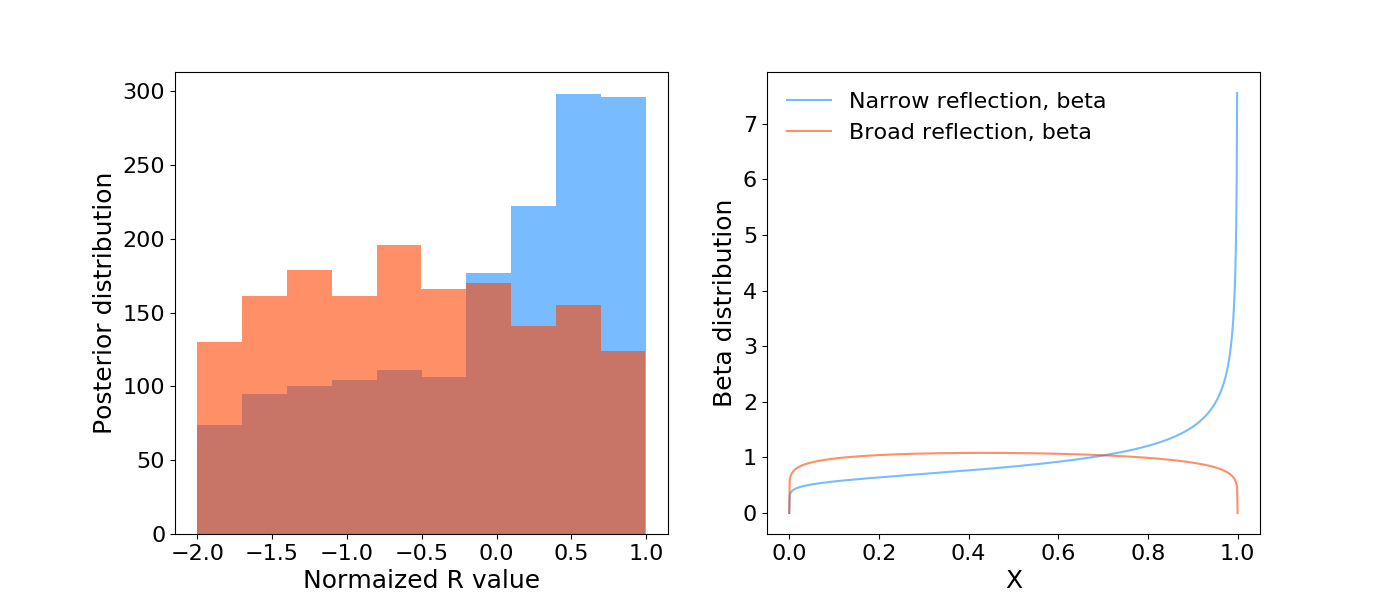 Posterior distribution
300
250
200
150
100
50
0
−2.0 −1.5 −1.0 −0.5 0.0 0.5 1.0
Normaized R value
Beta distribution
7
6
5
4
3
2
1
0
Narrow reflection, beta
Broad reflection, beta
0.0 0.2 0.4 0.6 0.8 1.0
X